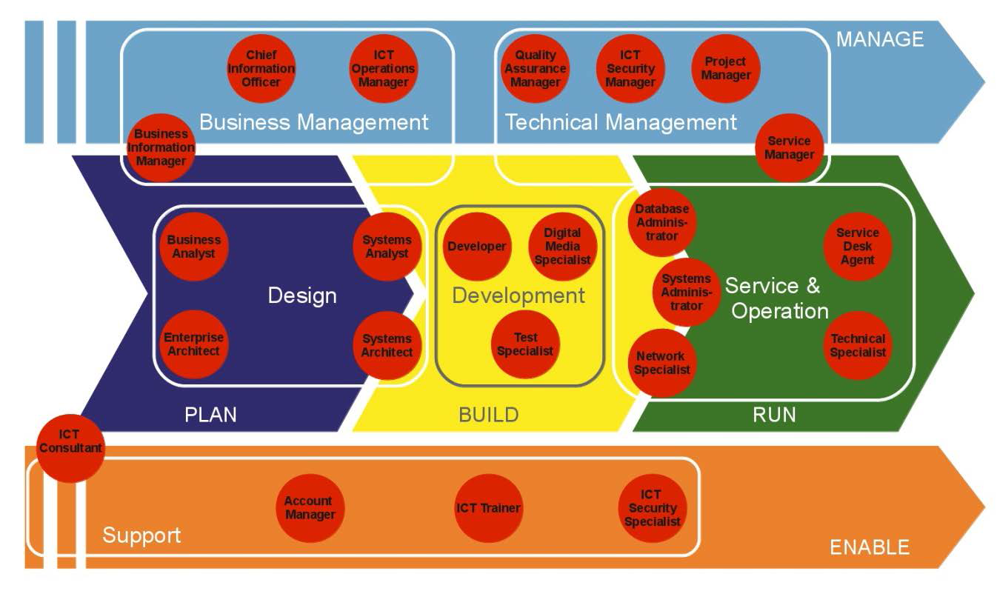 MANAGE
Chief
Information
Officer
ICT
Operations
Manager
Business Management
Business
Information
Manager
Quality
Assurance
Manager
ICT
Security
Manager
Project
Manager
Technical Management
Service
Manager
Business
Analyst
Systems
Analyst
Design
Enterprise
Architect
Systems
Architect
PLAN
Developer
Digital
Media
Specialist
Development
Test
Specialist
BUILD
Database
Adminis-
trator
Systems
Adminis-
trator
Network
Specialist
Service &
Operation
Service
Desk
Agent
Technical
Specialist
RUN
ICT
Consultant
Account
Manager
ICT Trainer
ICT
Security
Specialist
Support
ENABLE